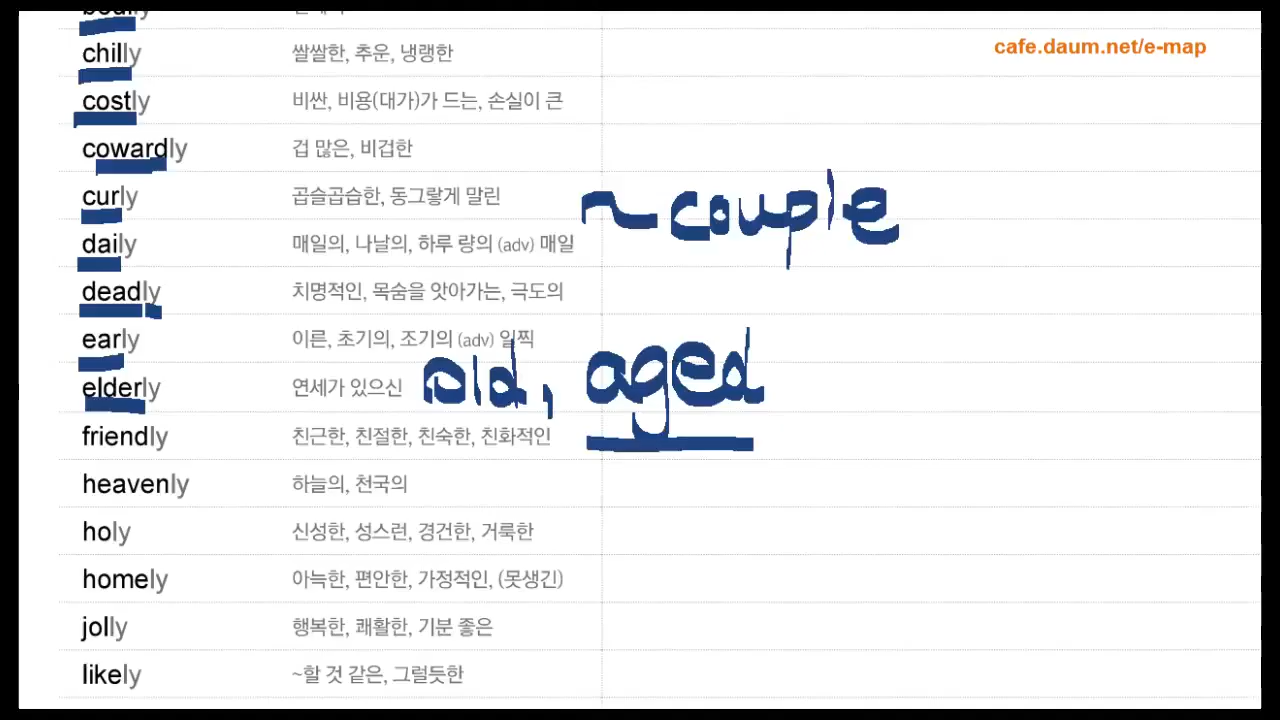 cafe.daum.net/e-map
chilly 쌀쌀한, 추운, 냉랭한
costly 비싼, 비용(대가)가 드는, 손실이 큰
cowardly 겁 많은, 비겁한
curly 곱슬곱습한, 동그랗게 말린
~couple
daily 매일의, 나날의, 하루 량의 (adv) 매일
deadly 치명적인, 목숨을 앗아가는, 극도의
early 이른, 초기의, 조기의 (adv) 일찍
elderly 연세가 있으신 old, aged
friendly 친근한, 친절한, 친숙한, 친화적인
heavenly 하늘의, 천국의
holy 신성한, 성스런, 경건한, 거룩한
homely 아늑한, 편안한, 가정적인, (못생긴)
jolly 행복한, 쾌활한, 기분 좋은
likely ~할 것 같은, 그럴듯한